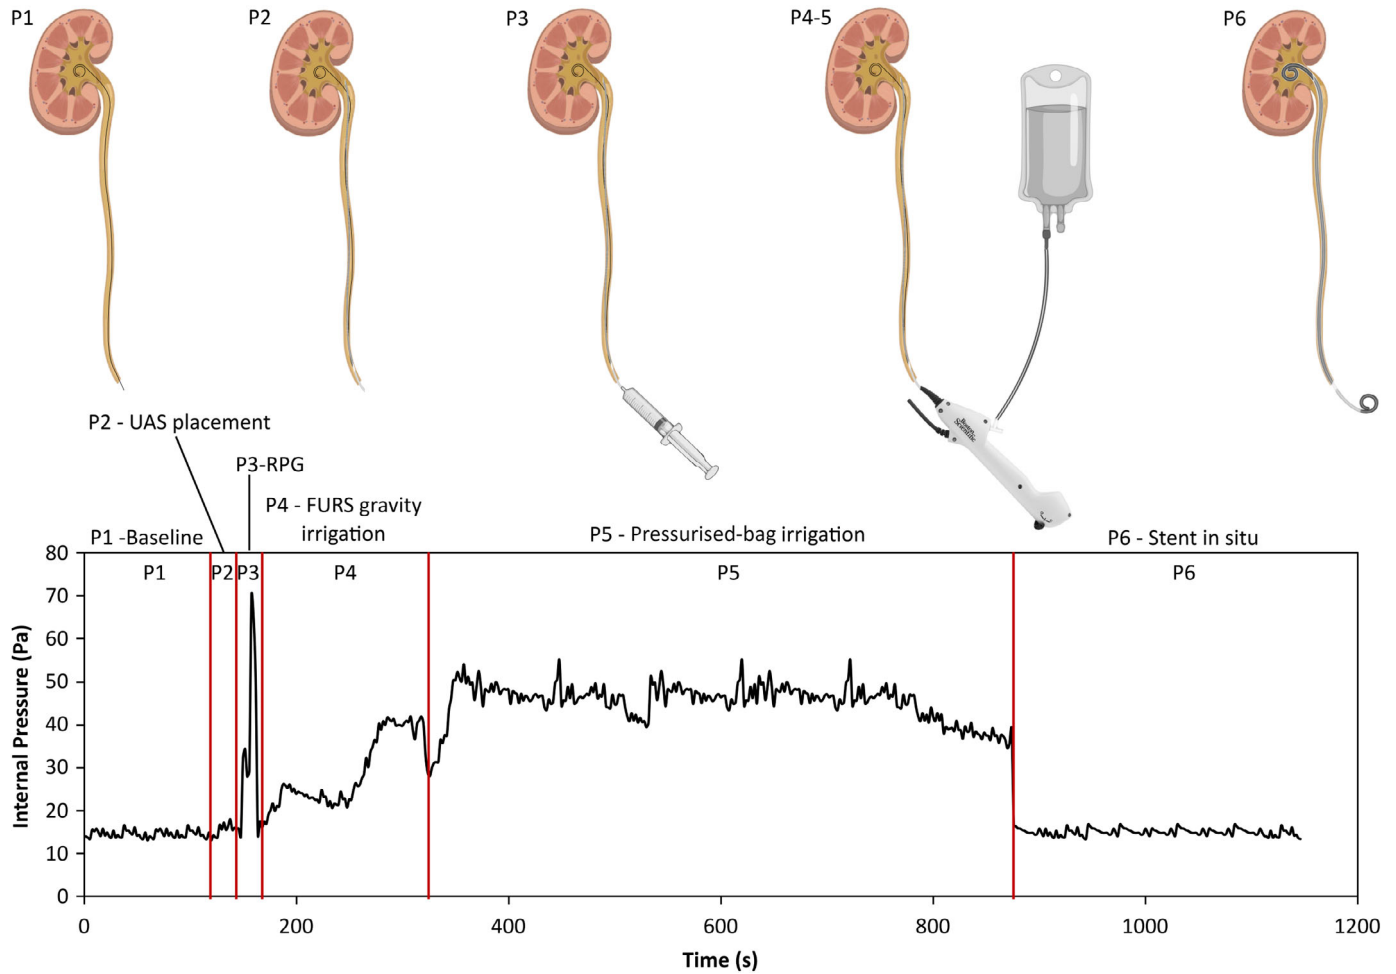 P1
P2
P3
P4-5
P6
Boston
Scientific
P2 - UAS placement
P3-RPG
P4 - FURS gravity
irrigation
P1 -Baseline
P5 - Pressurised-bag irrigation
P6 - Stent in situ
P1
P2
P3
P4
P5
P6
80
70
60
50
40
30
20
10
0
Internal Pressure (Pa)
0
200
400
600
800
1000
1200
Time (s)